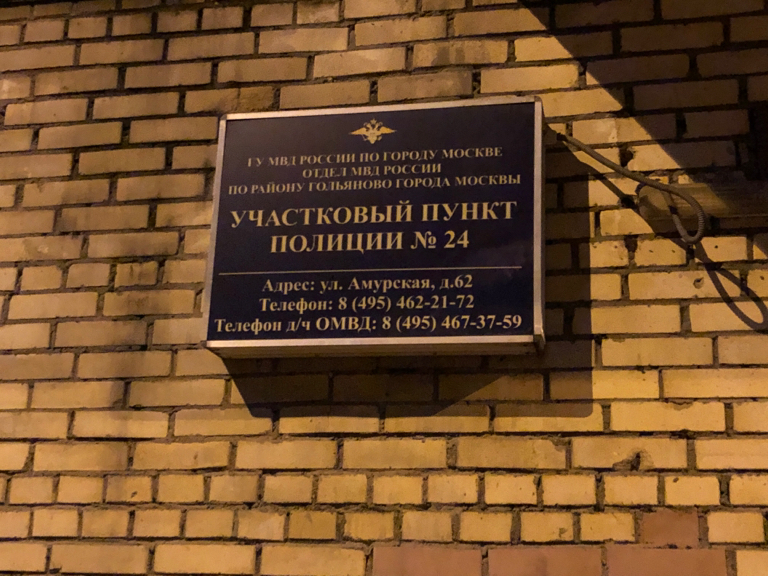 ГУ МВД РОССИИ ПО ГОРОДУ МОСКВЕ
ОТДЕЛ МВД РОССИИ
ПО РАЙОНУ ГОЛЬЯНОВО ГОРОДА МОСКВЫ
УЧАСТКОВЫЙ ПУНКТ
ПОЛИЦИИ № 24
Адрес: ул. Амурская, д.62
Телефон: 8 (495) 462-21-72
Телефон д/ч ОМВД: 8 (495) 467-37-59